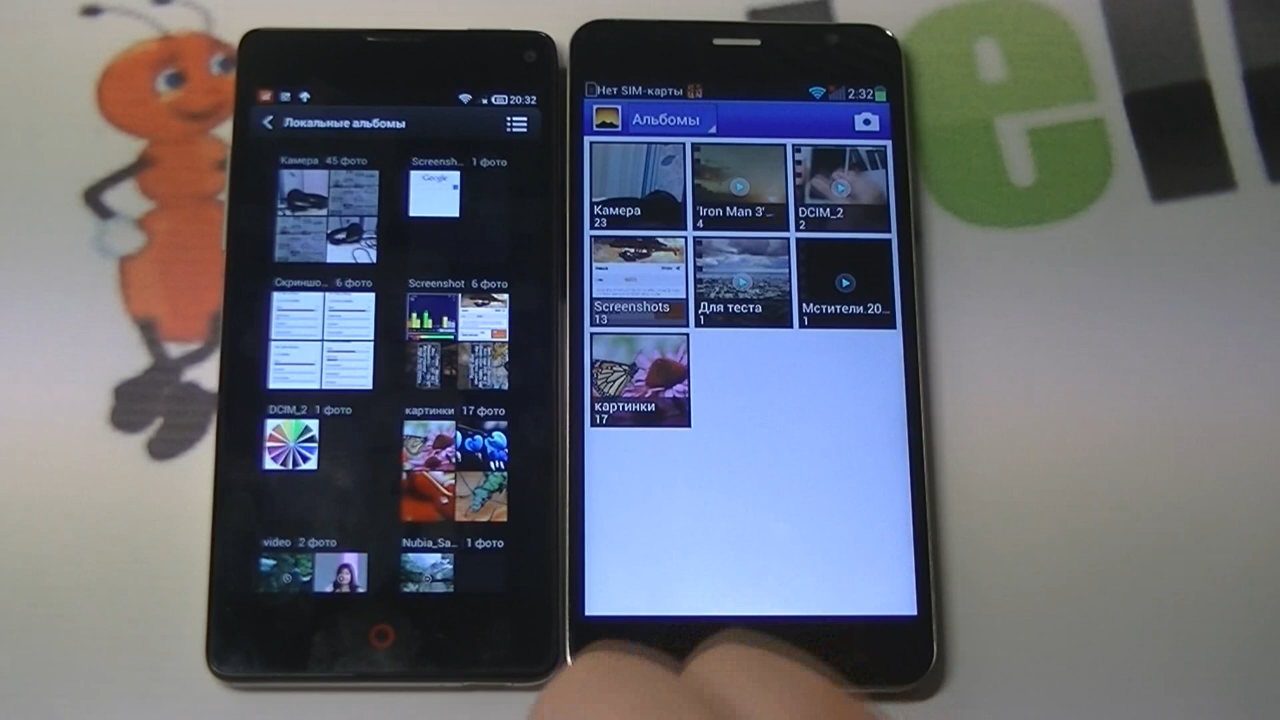 20:32
Локальные альбомы
Камера 45 фото
Screensh... 1 фото
Google
Скриншо... 6 фото
Screenshot 6 фото
DCIM_2 1 фото
картинки 17 фото
video 2 фото
Nubia_Sa... 1 фото
Нет SIM-карты
2:32
Альбомы
Камера
23
'Iron Man 3'...
4
DCIM_2
2
Screenshots
13
Для теста
1
Мстители.20...
1
картинки
17